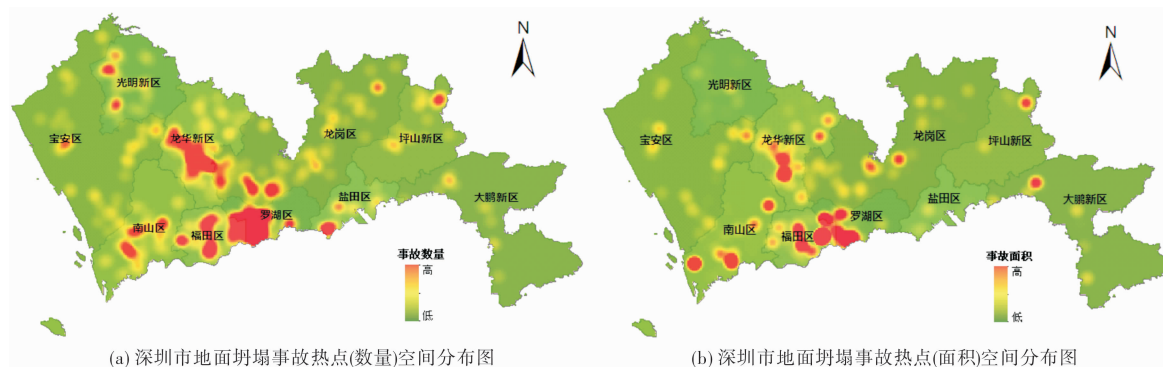 N
光明新区
宝安区
龙华新区
龙岗区
坪山新区
盐田区
大鹏新区
罗湖区
南山区
福田区
事故数量
高
低
(a) 深圳市地面坍塌事故热点(数量)空间分布图
N
光明新区
宝安区
龙华新区
龙岗区
坪山新区
盐田区
大鹏新区
罗湖区
南山区
福田区
事故面积
高
低
(b) 深圳市地面坍塌事故热点(面积)空间分布图